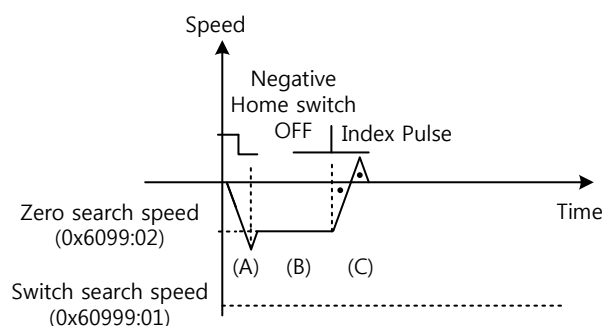 Speed
Negative
Home switch
OFF
Index Pulse
Time
Zero search speed
(0x6099:02)
(A)
(B)
(C)
Switch search speed
(0x60999:01)